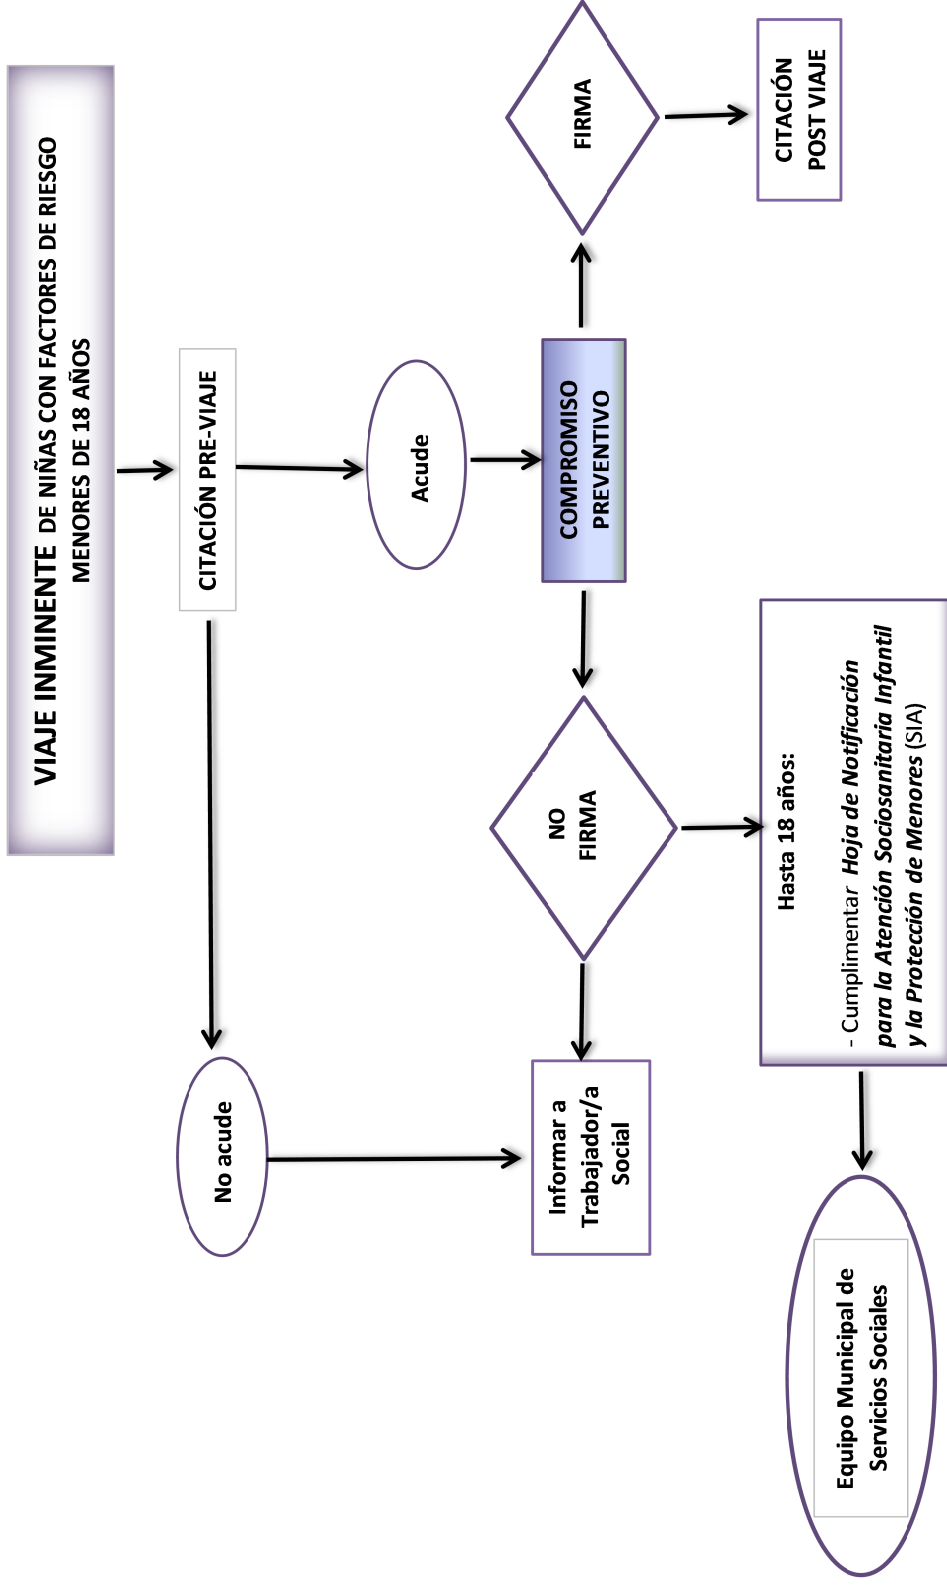 VIAJE INMINENTE DE NIÑAS CON FACTORES DE RIESGO
MENORES DE 18 AÑOS
CITACIÓN PRE-VIAJE
No acude
Acude
Informar a
Trabajador/a
Social
NO
FIRMA
COMPROMISO
PREVENTIVO
FIRMA
Equipo Municipal de
Servicios Sociales
Hasta 18 años:
- Cumplimentar Hoja de Notificación
para la Atención Sociosanitaria Infantil
y la Protección de Menores (SIA)
CITACIÓN
POST VIAJE